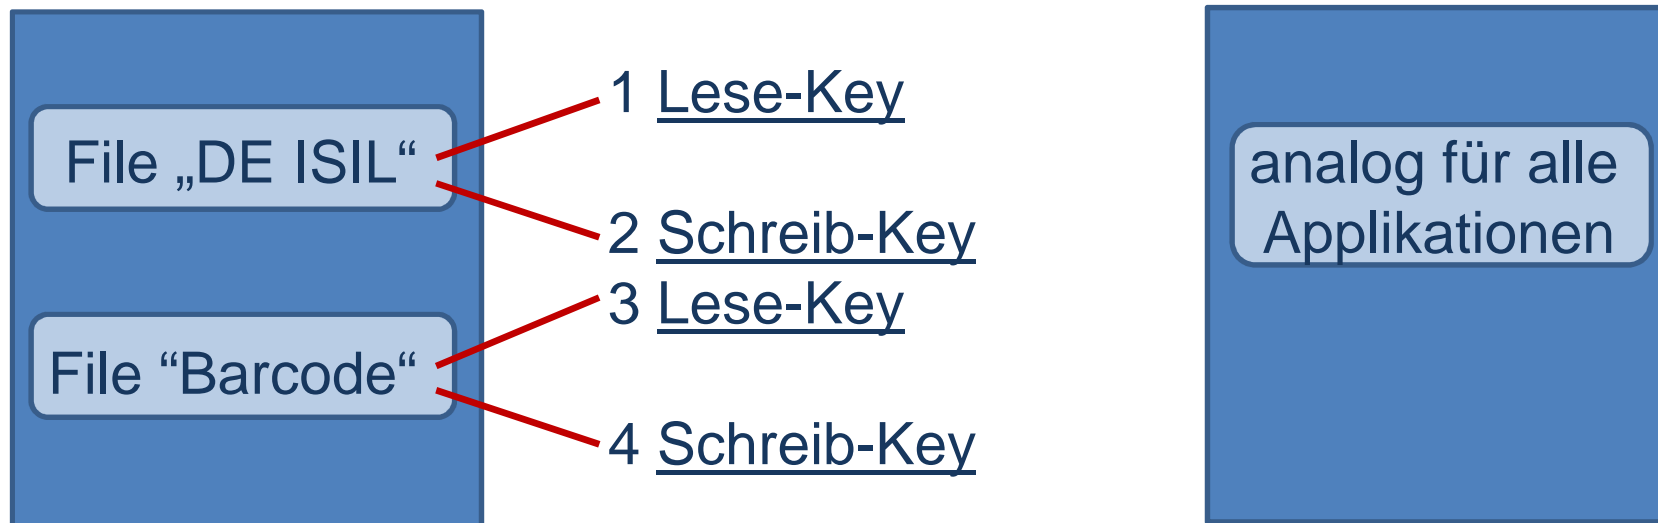 File „DE ISIL“
File “Barcode“
1 Lese-Key
2 Schreib-Key
3 Lese-Key
4 Schreib-Key
analog für alle
Applikationen